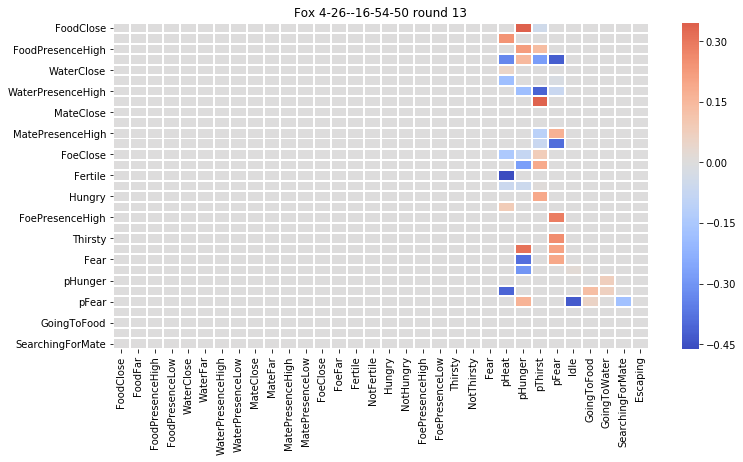 Fox 4-26--16-54-50 round 13
FoodClose
FoodPresenceHigh
WaterClose
WaterPresenceHigh
MateClose
MatePresenceHigh
FoeClose
Fertile
Hungry
FoePresenceHigh
Thirsty
Fear
pHunger
pFear
GoingToFood
SearchingForMate
FoodClose
FoodFar
FoodPresenceHigh
FoodPresenceLow
WaterClose
WaterFar
WaterPresenceHigh
WaterPresenceLow
MateClose
MateFar
MatePresenceHigh
MatePresenceLow
FoeClose
FoeFar
Fertile
NotFertile
Hungry
NotHungry
FoePresenceHigh
FoePresenceLow
Thirsty
NotThirsty
Fear
pHeat
pHunger
pThirst
pFear
Idle
GoingToFood
GoingToWater
SearchingForMate
Escaping
0.30
0.15
0.00
−0.15
−0.30
−0.45